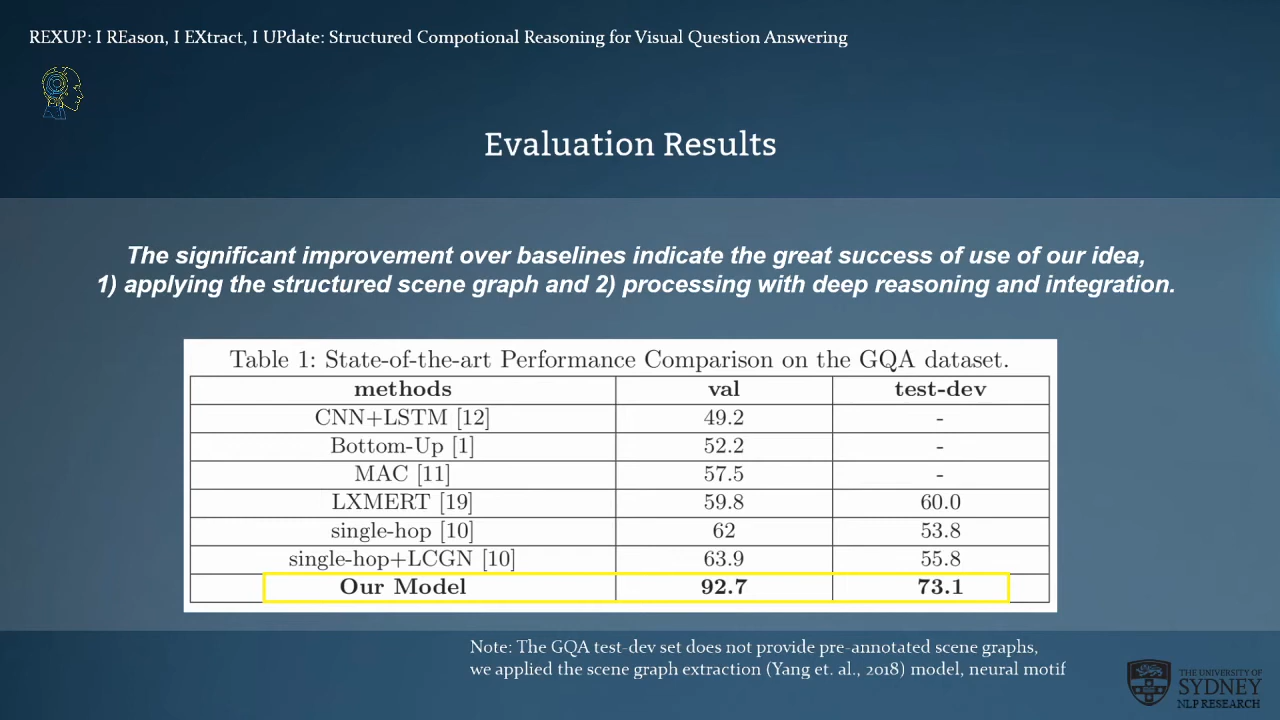 REXUP: I REason, I EXtract, I UPdate: Structured Compotional Reasoning for Visual Question Answering
Evaluation Results
The significant improvement over baselines indicate the great success of use of our idea,
1) applying the structured scene graph and 2) processing with deep reasoning and integration.
Table 1: State-of-the-art Performance Comparison on the GQA dataset.
methods val test-dev
CNN+LSTM [12] 49.2 -
Bottom-Up [1] 52.2 -
MAC [11] 57.5 -
LXMERT [19] 59.8 60.0
single-hop [10] 62 53.8
single-hop+LCGN [10] 63.9 55.8
Our Model 92.7 73.1
Note: The GQA test-dev set does not provide pre-annotated scene graphs,
we applied the scene graph extraction (Yang et. al., 2018) model, neural motif
THE UNIVERSITY OF
SYDNEY
NLP RESEARCH